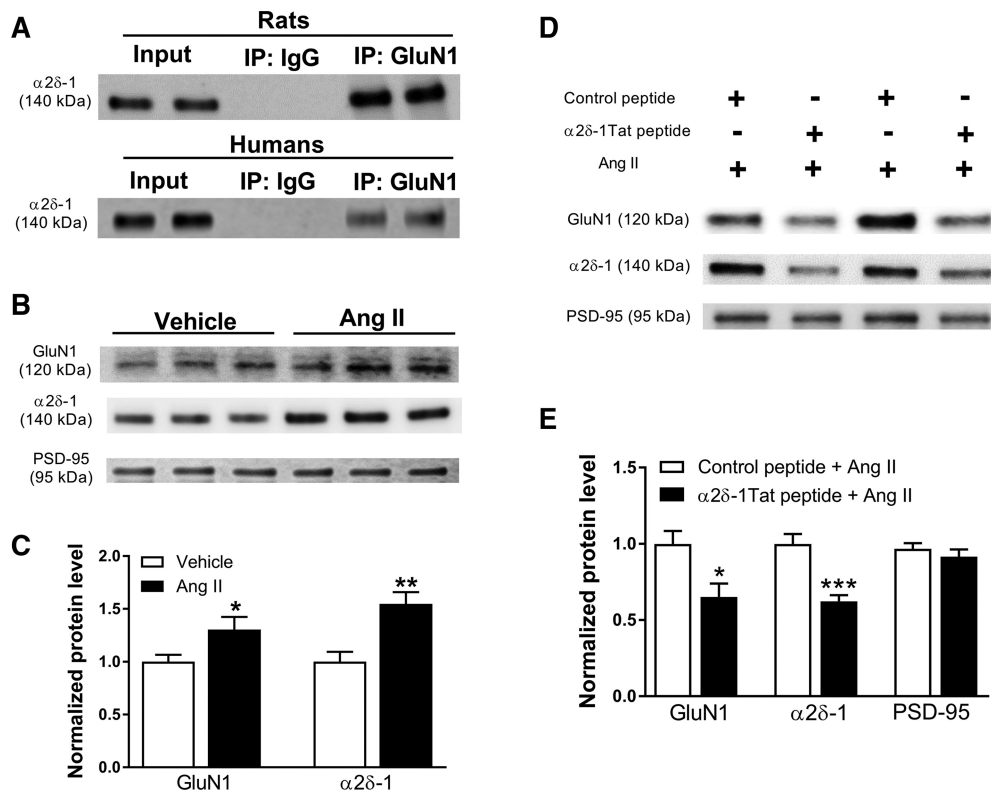 A
Rats
Input IP: IgG IP: GluN1
α2δ-1
(140 kDa)
Humans
Input IP: IgG IP: GluN1
α2δ-1
(140 kDa)
B
Vehicle Ang II
GluN1
(120 kDa)
α2δ-1
(140 kDa)
PSD-95
(95 kDa)
C
Normalized protein level
2.0
1.5
1.0
0.5
0.0
Vehicle
Ang II
* **
GluN1 α2δ-1
D
Control peptide + - + -
α2δ-1Tat peptide - + - +
Ang II + + + +
GluN1 (120 kDa)
α2δ-1 (140 kDa)
PSD-95 (95 kDa)
E
Normalized protein level
1.5
1.0
0.5
0.0
Control peptide + Ang II
α2δ-1Tat peptide + Ang II
* ***
GluN1 α2δ-1 PSD-95